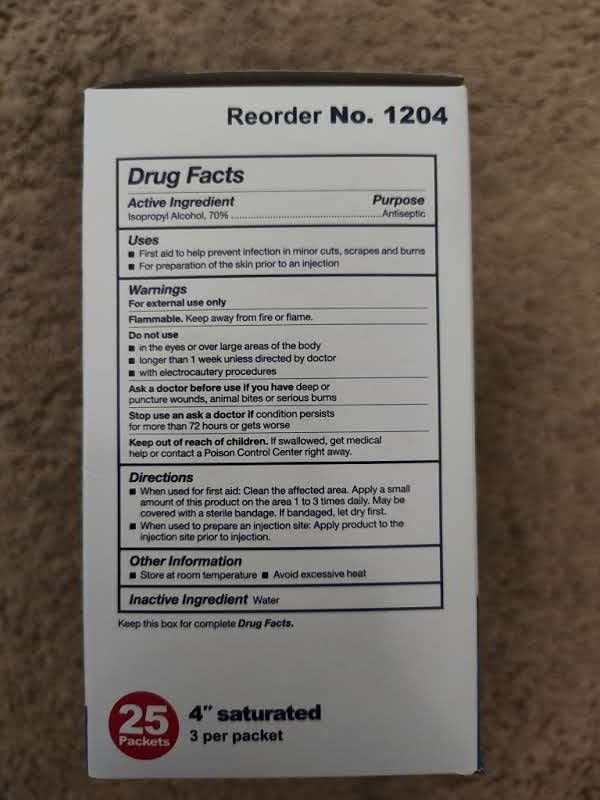 Reorder No. 1204
Drug Facts
Active Ingredient Purpose
Isopropyl Alcohol, 70% ........................................................ Antiseptic
Uses
■ First aid to help prevent infection in minor cuts, scrapes and burns
■ For preparation of the skin prior to an injection
Warnings
For external use only
Flammable. Keep away from fire or flame.
Do not use
■ in the eyes or over large areas of the body
■ longer than 1 week unless directed by doctor
■ with electrocautery procedures
Ask a doctor before use if you have deep or
puncture wounds, animal bites or serious burns
Stop use an ask a doctor if condition persists
for more than 72 hours or gets worse
Keep out of reach of children. If swallowed, get medical
help or contact a Poison Control Center right away.
Directions
■ When used for first aid: Clean the affected area. Apply a small
amount of this product on the area 1 to 3 times daily. May be
covered with a sterile bandage. If bandaged, let dry first.
■ When used to prepare an injection site: Apply product to the
injection site prior to injection.
Other Information
■ Store at room temperature ■ Avoid excessive heat
Inactive Ingredient Water
Keep this box for complete Drug Facts.
25
Packets
4" saturated
3 per packet